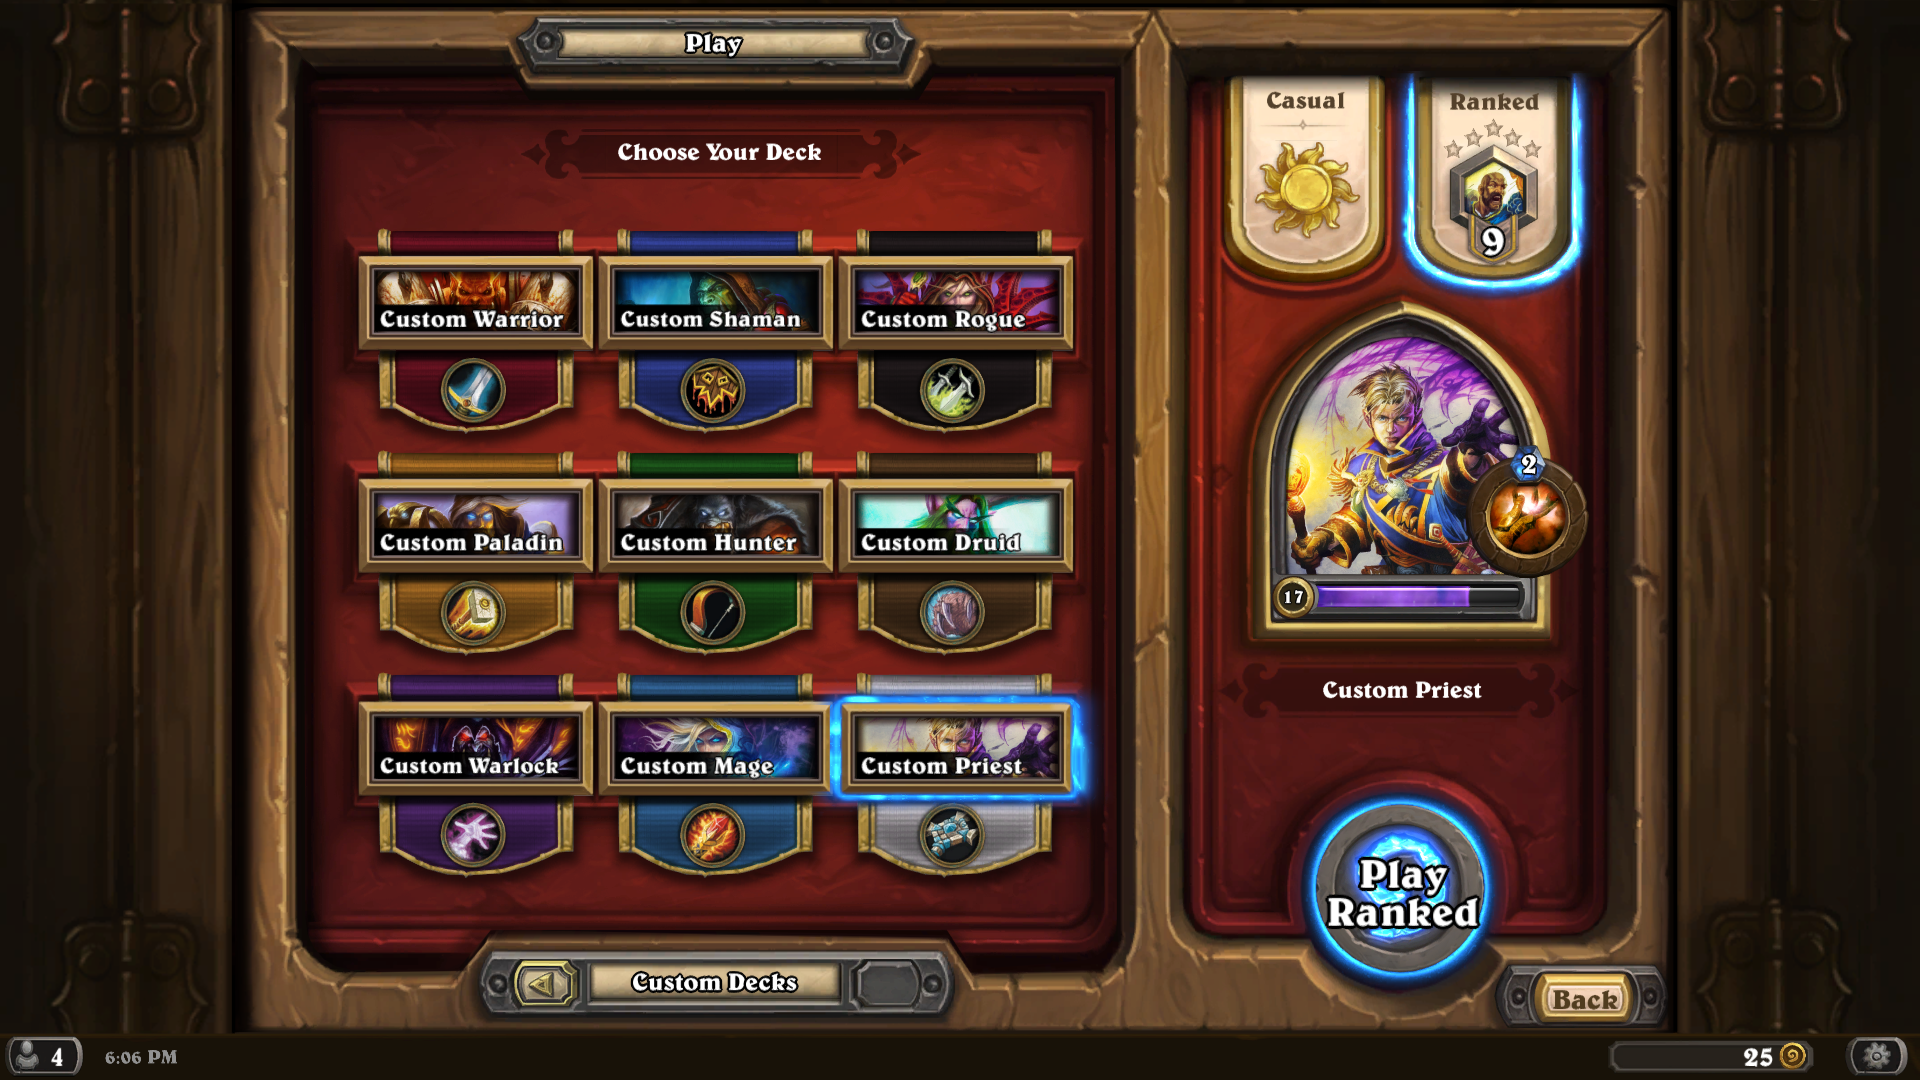 Play
Choose Your Deck
Custom Warrior
Custom Shaman
Custom Rogue
Custom Paladin
Custom Hunter
Custom Druid
Custom Warlock
Custom Mage
Custom Priest
Custom Decks
Casual
Ranked
9
2
17
Custom Priest
Play
Ranked
Back
4
6:06 PM
25